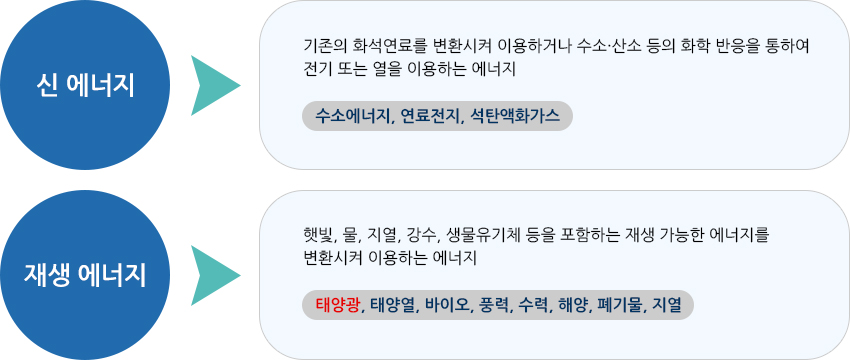 신 에너지
기존의 화석연료를 변환시켜 이용하거나 수소·산소 등의 화학 반응을 통하여
전기 또는 열을 이용하는 에너지
수소에너지, 연료전지, 석탄액화가스
재생 에너지
햇빛, 물, 지열, 강수, 생물유기체 등을 포함하는 재생 가능한 에너지를
변환시켜 이용하는 에너지
태양광, 태양열, 바이오, 풍력, 수력, 해양, 폐기물, 지열